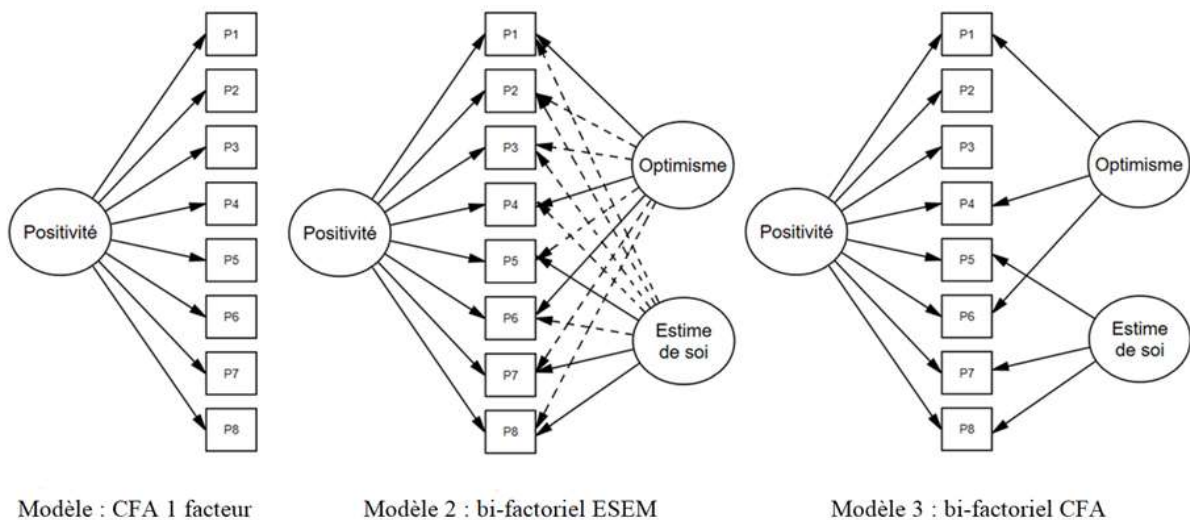 P1
P2
P3
P4
P5
P6
P7
P8
Positivité
Modèle : CFA 1 facteur
P1
P2
P3
P4
P5
P6
P7
P8
Positivité
Optimisme
Estime
de soi
Modèle 2 : bi-factoriel ESEM
P1
P2
P3
P4
P5
P6
P7
P8
Positivité
Optimisme
Estime
de soi
Modèle 3 : bi-factoriel CFA